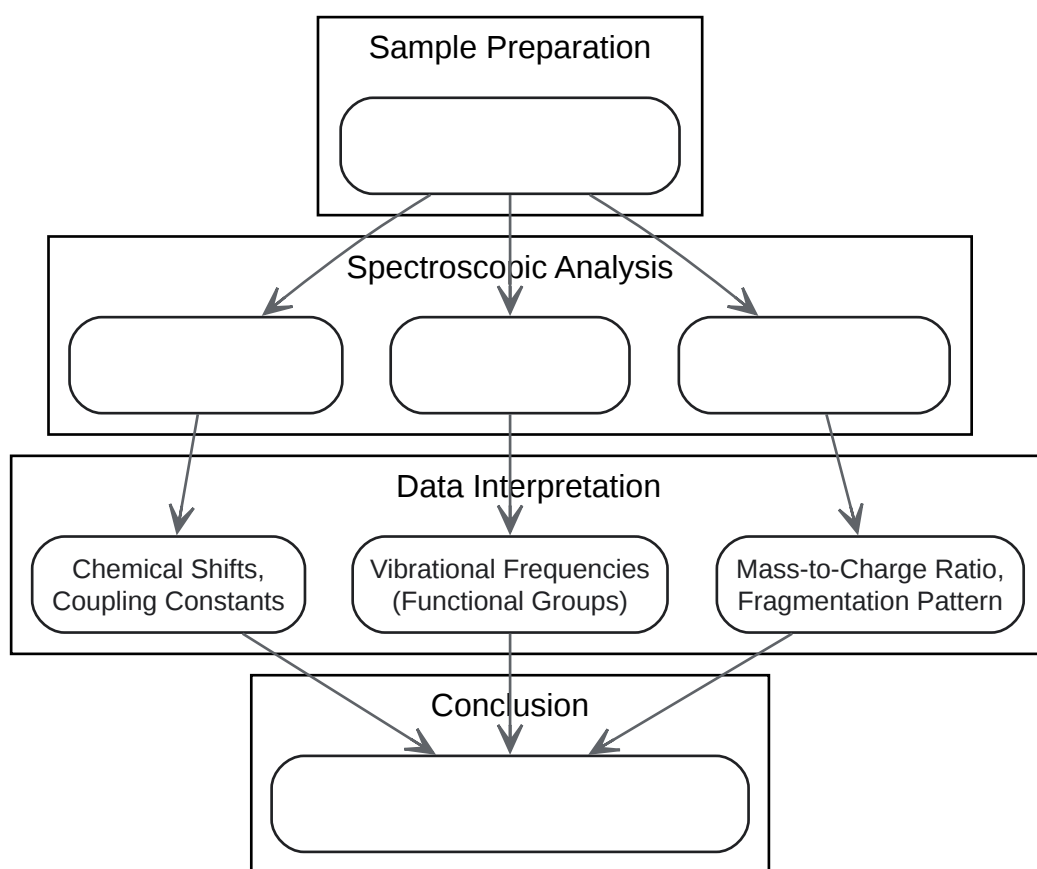 Sample Preparation
Spectroscopic Analysis
Data Interpretation
Chemical Shifts,
Coupling Constants
Vibrational Frequencies
(Functional Groups)
Mass-to-Charge Ratio,
Fragmentation Pattern
Conclusion